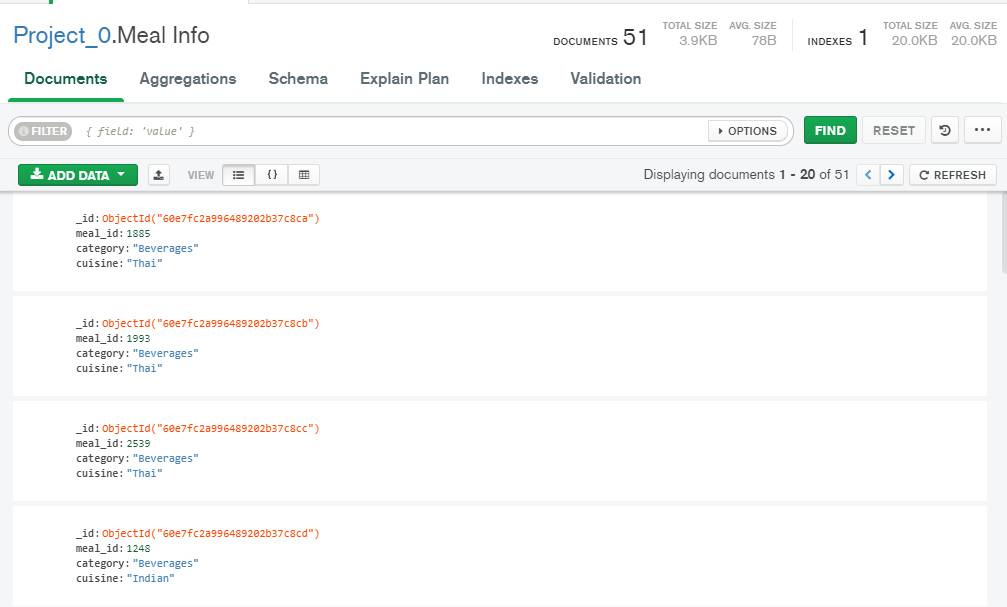 Project_0.Meal Info
DOCUMENTS 51
TOTAL SIZE AVG. SIZE
3.9KB 78B
INDEXES 1
TOTAL SIZE AVG. SIZE
20.0KB 20.0KB
Documents Aggregations Schema Explain Plan Indexes Validation
FILTER { field: 'value' } OPTIONS FIND RESET ...
ADD DATA VIEW {} Displaying documents 1 - 20 of 51 < > REFRESH
_id: ObjectId("60e7fc2a996489202b37c8ca")
meal_id: 1885
category: "Beverages"
cuisine: "Thai"
_id: ObjectId("60e7fc2a996489202b37c8cb")
meal_id: 1993
category: "Beverages"
cuisine: "Thai"
_id: ObjectId("60e7fc2a996489202b37c8cc")
meal_id: 2539
category: "Beverages"
cuisine: "Thai"
_id: ObjectId("60e7fc2a996489202b37c8cd")
meal_id: 1248
category: "Beverages"
cuisine: "Indian"